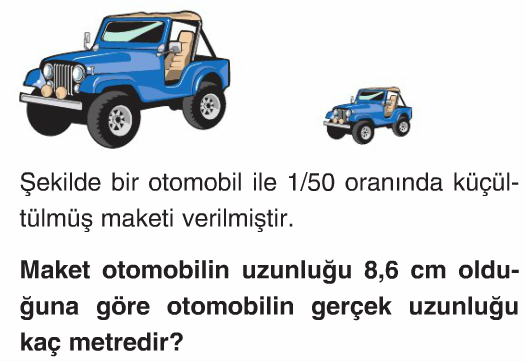 Şekilde bir otomobil ile 1/50 oranında küçül-
tülmüş maketi verilmiştir.
Maket otomobilin uzunluğu 8,6 cm oldu-
ğuna göre otomobilin gerçek uzunluğu
kaç metredir?